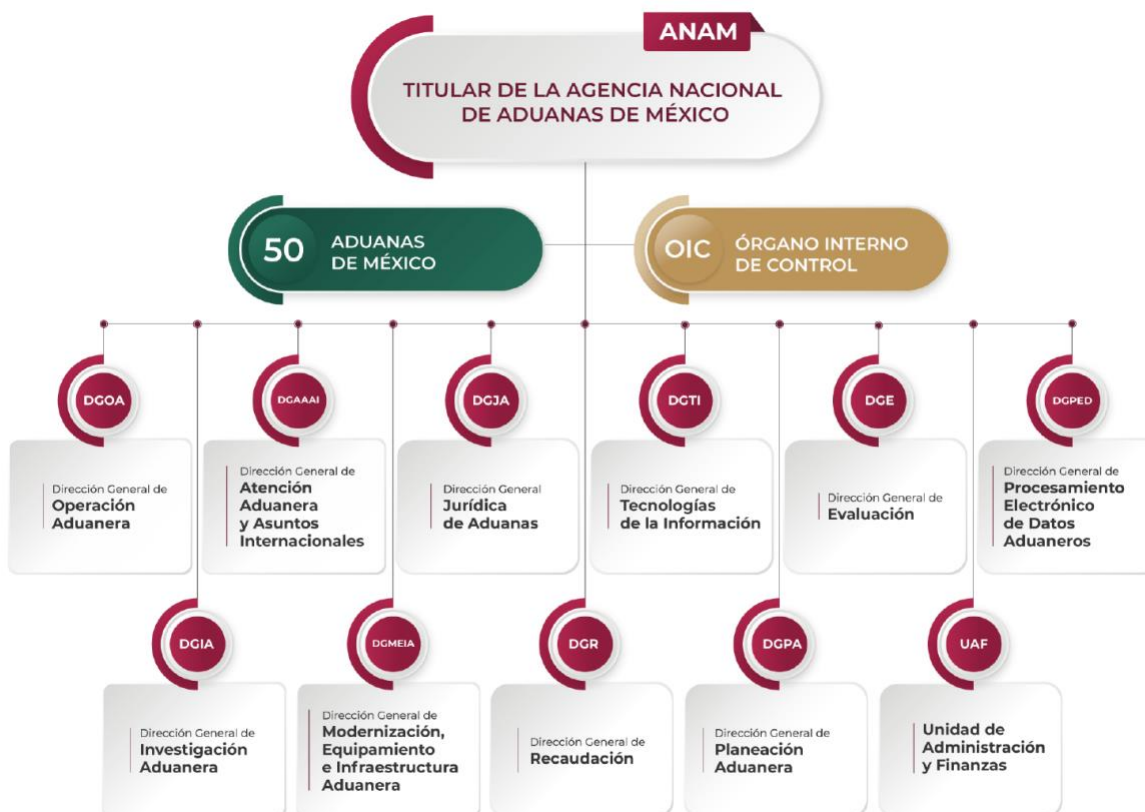 ANAM
TITULAR DE LA AGENCIA NACIONAL
DE ADUANAS DE MÉXICO
50
ADUANAS
DE MÉXICO
OIC
ÓRGANO INTERNO
DE CONTROL
DGOA
Dirección General de
Operación
Aduanera
DGAAAI
Dirección General de
Atención
Aduanera
y Asuntos
Internacionales
DGJA
Dirección General
Jurídica
de Aduanas
DGTI
Dirección General de
Tecnologías
de la Información
DGE
Dirección General de
Evaluación
DGPED
Dirección General de
Procesamiento
Electrónico
de Datos
Aduaneros
DGIA
Dirección General de
Investigación
Aduanera
DGMEIA
Dirección General de
Modernización,
Equipamiento
e Infraestructura
Aduanera
DGR
Dirección General de
Recaudación
DGPA
Dirección General de
Planeación
Aduanera
UAF
Unidad de
Administración
y Finanzas